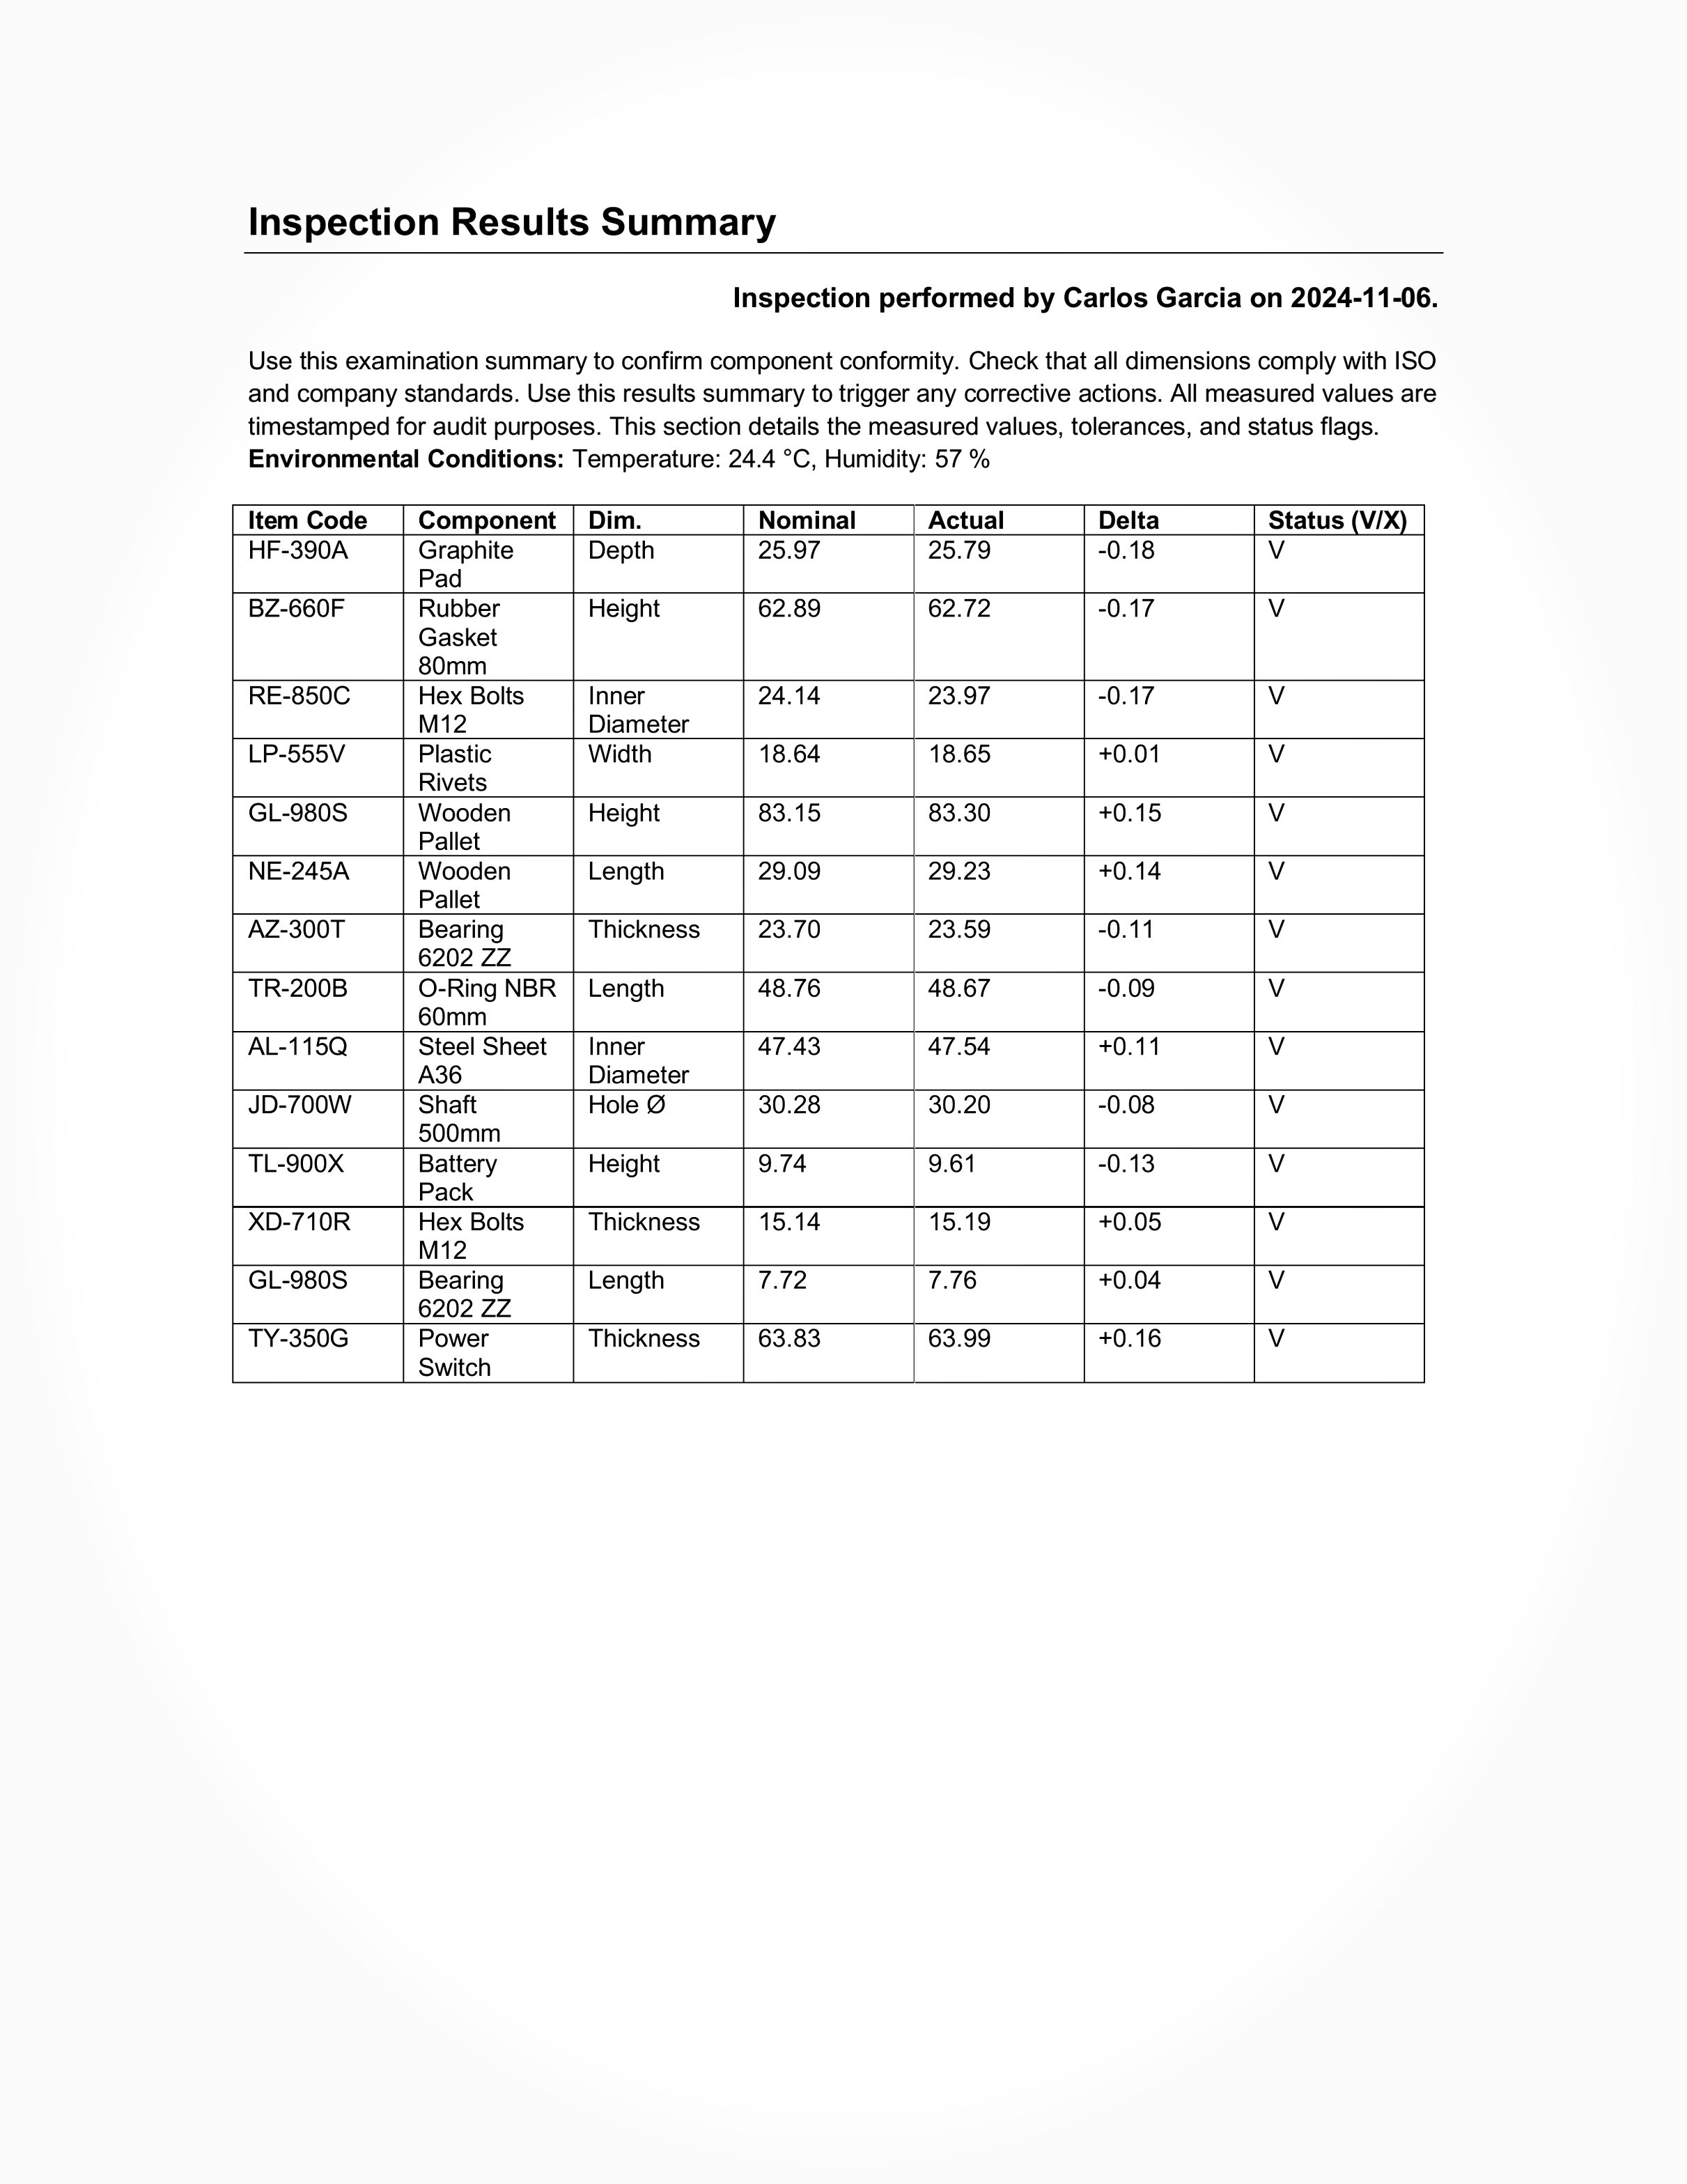 Inspection Results Summary
Inspection performed by Carlos Garcia on 2024-11-06.
Use this examination summary to confirm component conformity. Check that all dimensions comply with ISO
and company standards. Use this results summary to trigger any corrective actions. All measured values are
timestamped for audit purposes. This section details the measured values, tolerances, and status flags.
Environmental Conditions: Temperature: 24.4 °C, Humidity: 57 %
Item Code Component Dim. Nominal Actual Delta Status (V/X)
HF-390A Graphite Depth 25.97 25.79 -0.18 V
Pad
BZ-660F Rubber Height 62.89 62.72 -0.17 V
Gasket
80mm
RE-850C Hex Bolts Inner 24.14 23.97 -0.17 V
M12 Diameter
LP-555V Plastic Width 18.64 18.65 +0.01 V
Rivets
GL-980S Wooden Height 83.15 83.30 +0.15 V
Pallet
NE-245A Wooden Length 29.09 29.23 +0.14 V
Pallet
AZ-300T Bearing Thickness 23.70 23.59 -0.11 V
6202 ZZ
TR-200B O-Ring NBR Length 48.76 48.67 -0.09 V
60mm
AL-115Q Steel Sheet Inner 47.43 47.54 +0.11 V
A36 Diameter
JD-700W Shaft Hole Ø 30.28 30.20 -0.08 V
500mm
TL-900X Battery Height 9.74 9.61 -0.13 V
Pack
XD-710R Hex Bolts Thickness 15.14 15.19 +0.05 V
M12
GL-980S Bearing Length 7.72 7.76 +0.04 V
6202 ZZ
TY-350G Power Thickness 63.83 63.99 +0.16 V
Switch